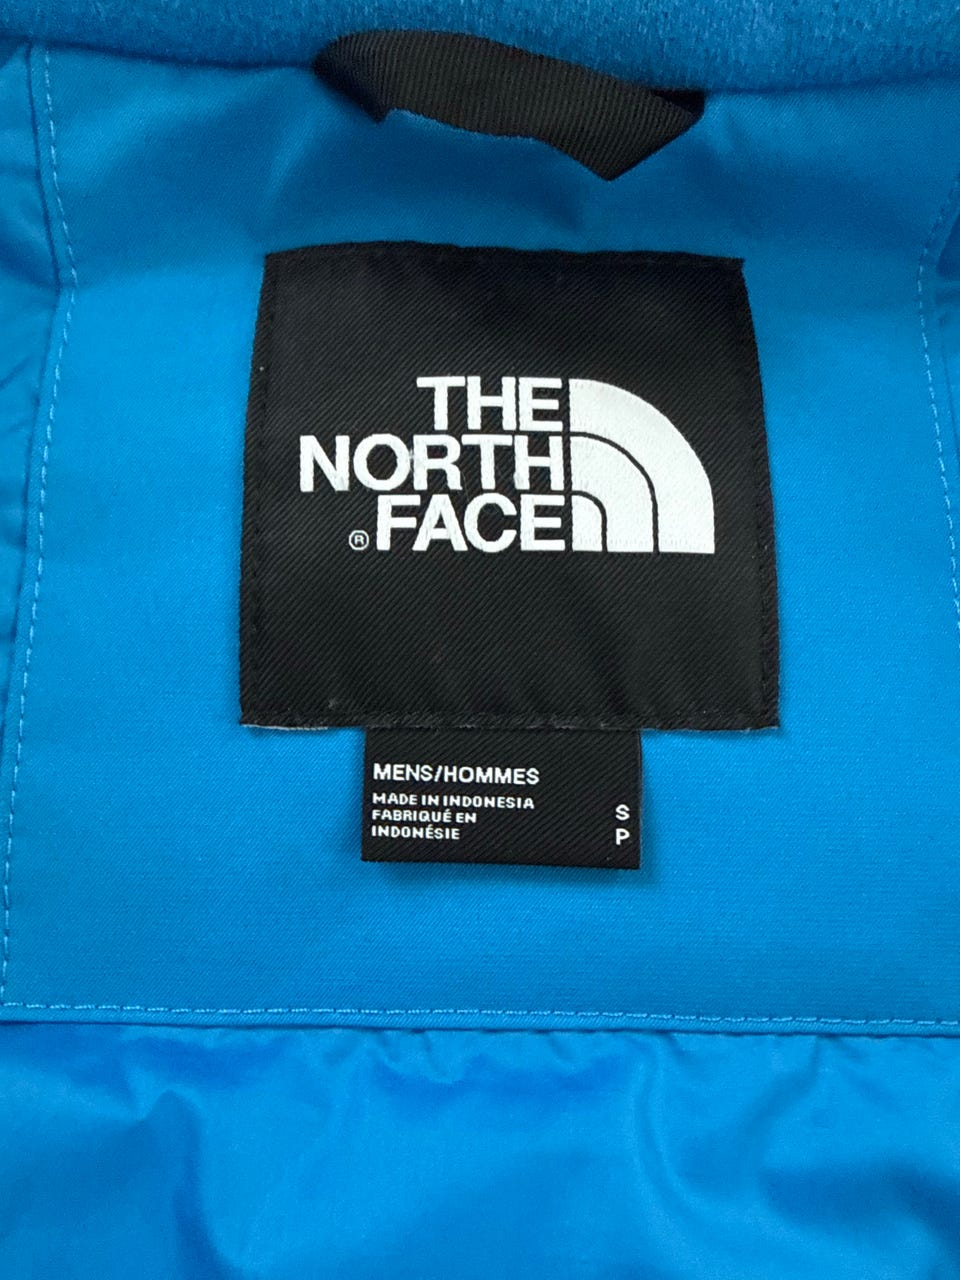 THE
NORTH
®FACE
MENS/HOMMES
MADE IN INDONESIA
FABRIQUÉ EN
INDONÉSIE
S
P